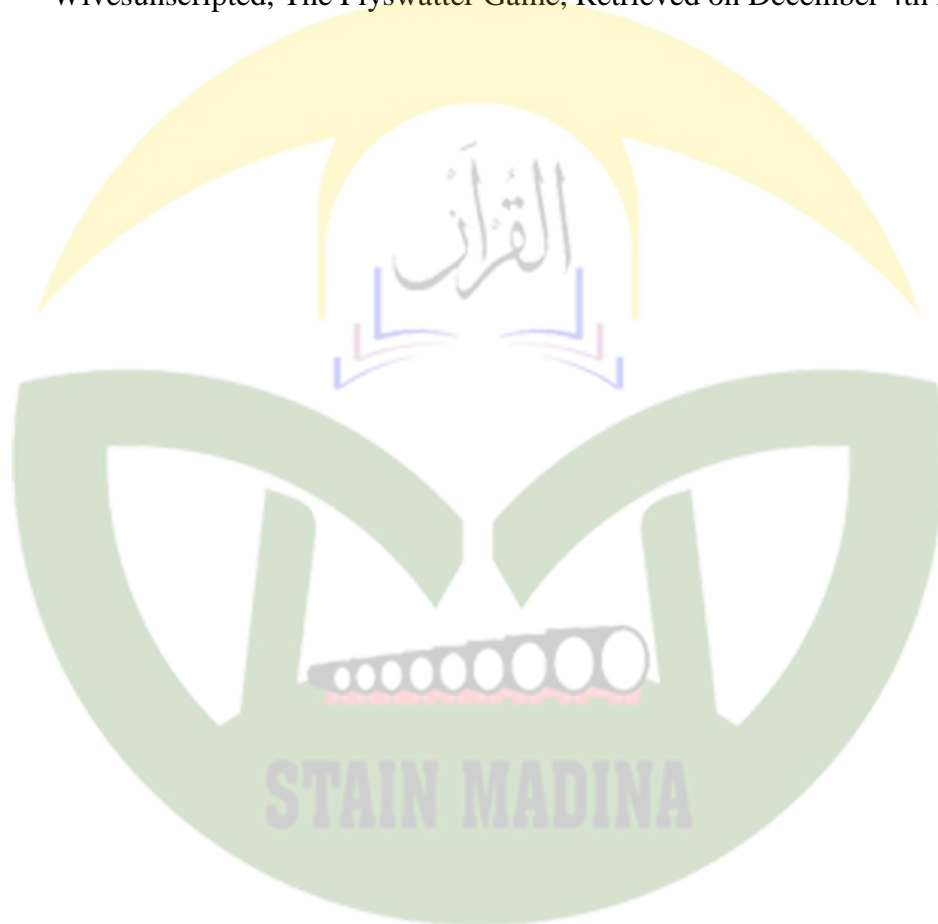 Wivesunscripted, The Flyswatter Game, Retrieved on December 4th
القرآن
STAIN MADINA